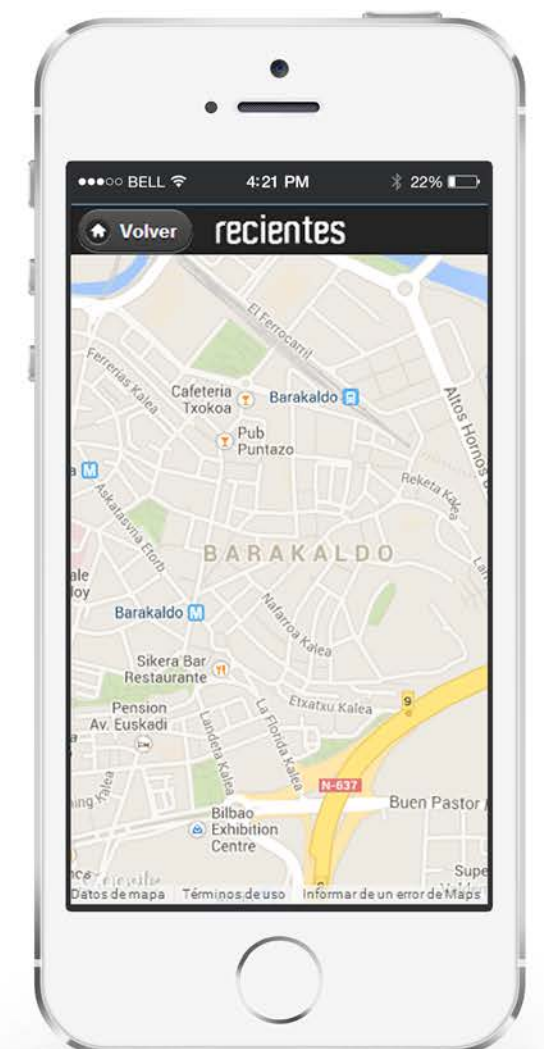 BELL
4:21 PM
22%
Volver
recientes
El Ferrocarril
Ferrerias Kalea
Cafeteria
Txokoa
Barakaldo
Altos Hornos
Pub
Puntazo
M
Reketa Kalea
Askatasuna Etorb.
BARAKALDO
Barakaldo M
Nafarroa Kalea
Sikera Bar
Restaurante
Etxatxu Kalea
9
Pension
Av. Euskadi
La Florida Kalea
Landeta Kalea
N-637
Buen Pastor
Bilbao
Exhibition
Centre
Datos de mapa
Términos de uso
Informar de un error de Maps